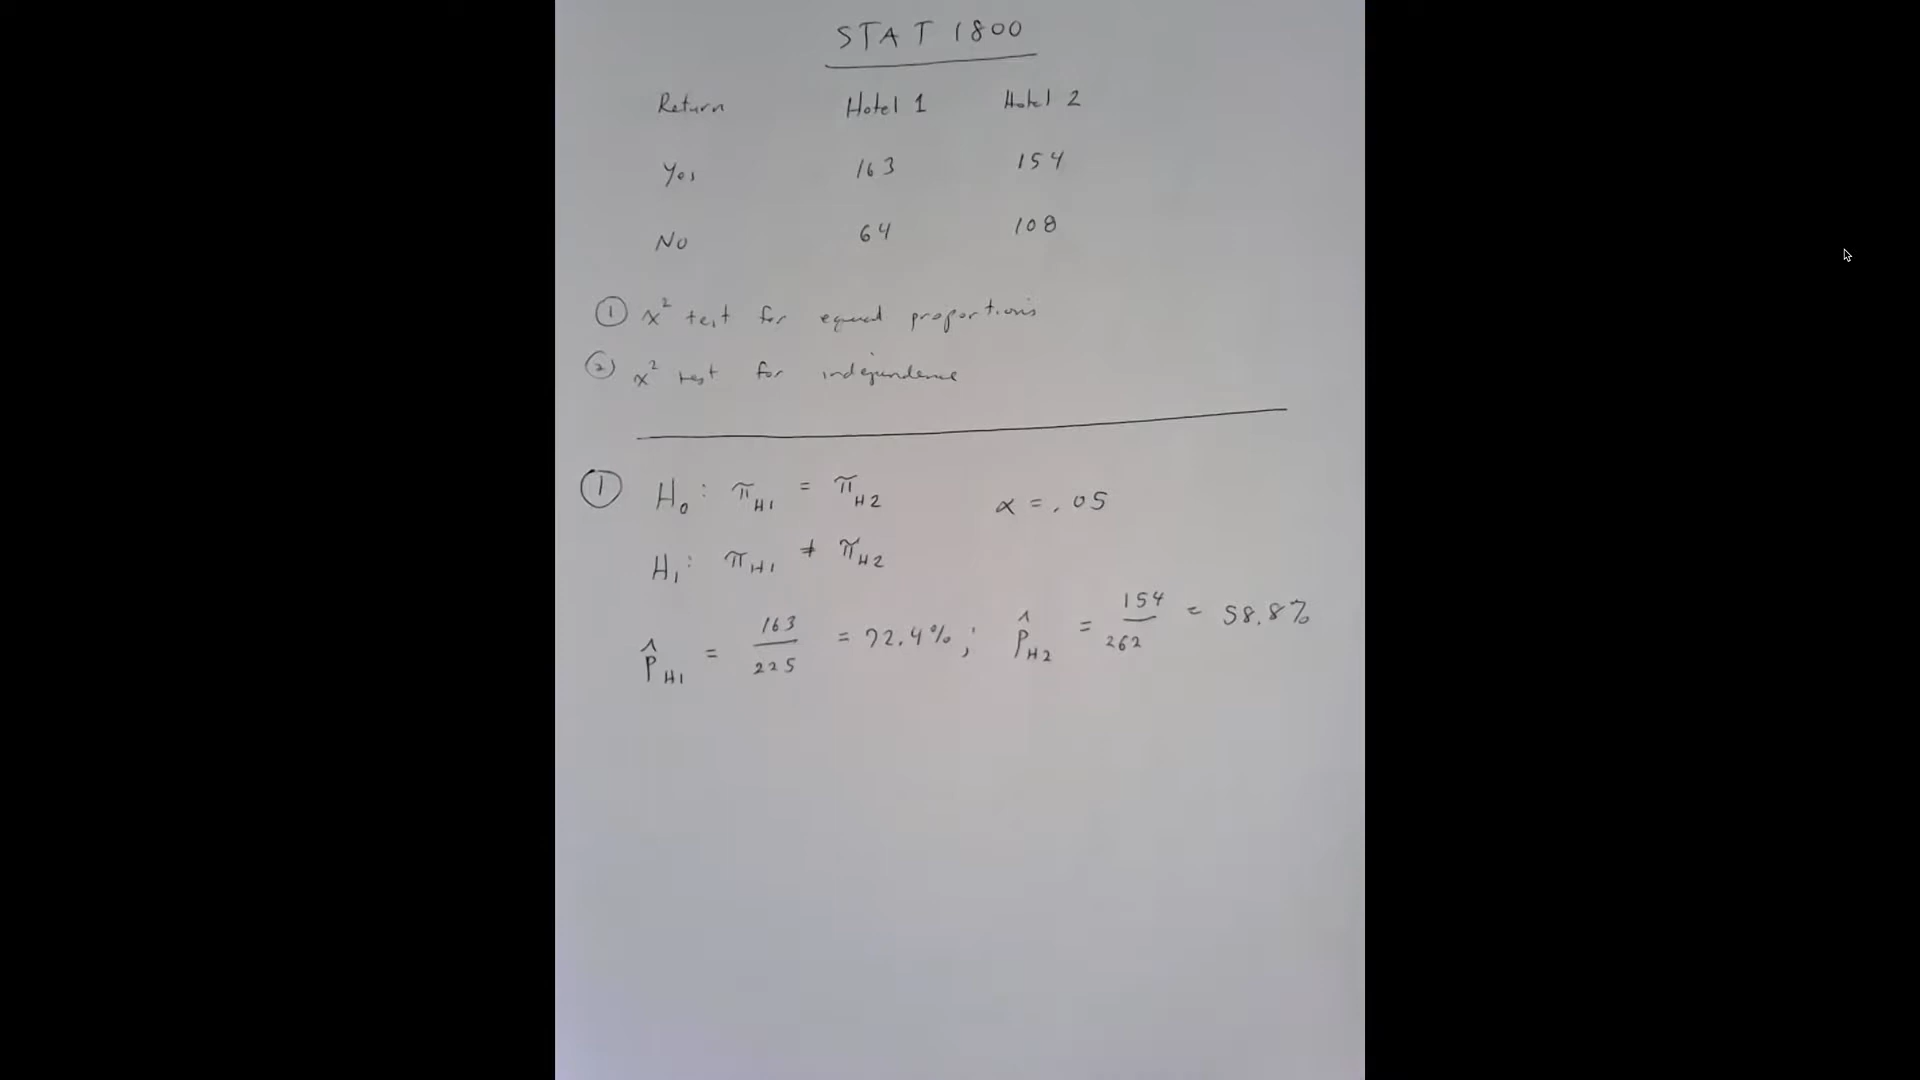 STAT 1800
Return Hotel 1 Hotel 2
Yes 163 154
No 64 108
① x² test for equal proportions
② x² test for independence
① H₀: π_H1 = π_H2 α = .05
H₁: π_H1 ≠ π_H2
p̂_H1 = 163/225 = 72.4%; p̂_H2 = 154/262 = 58.8%